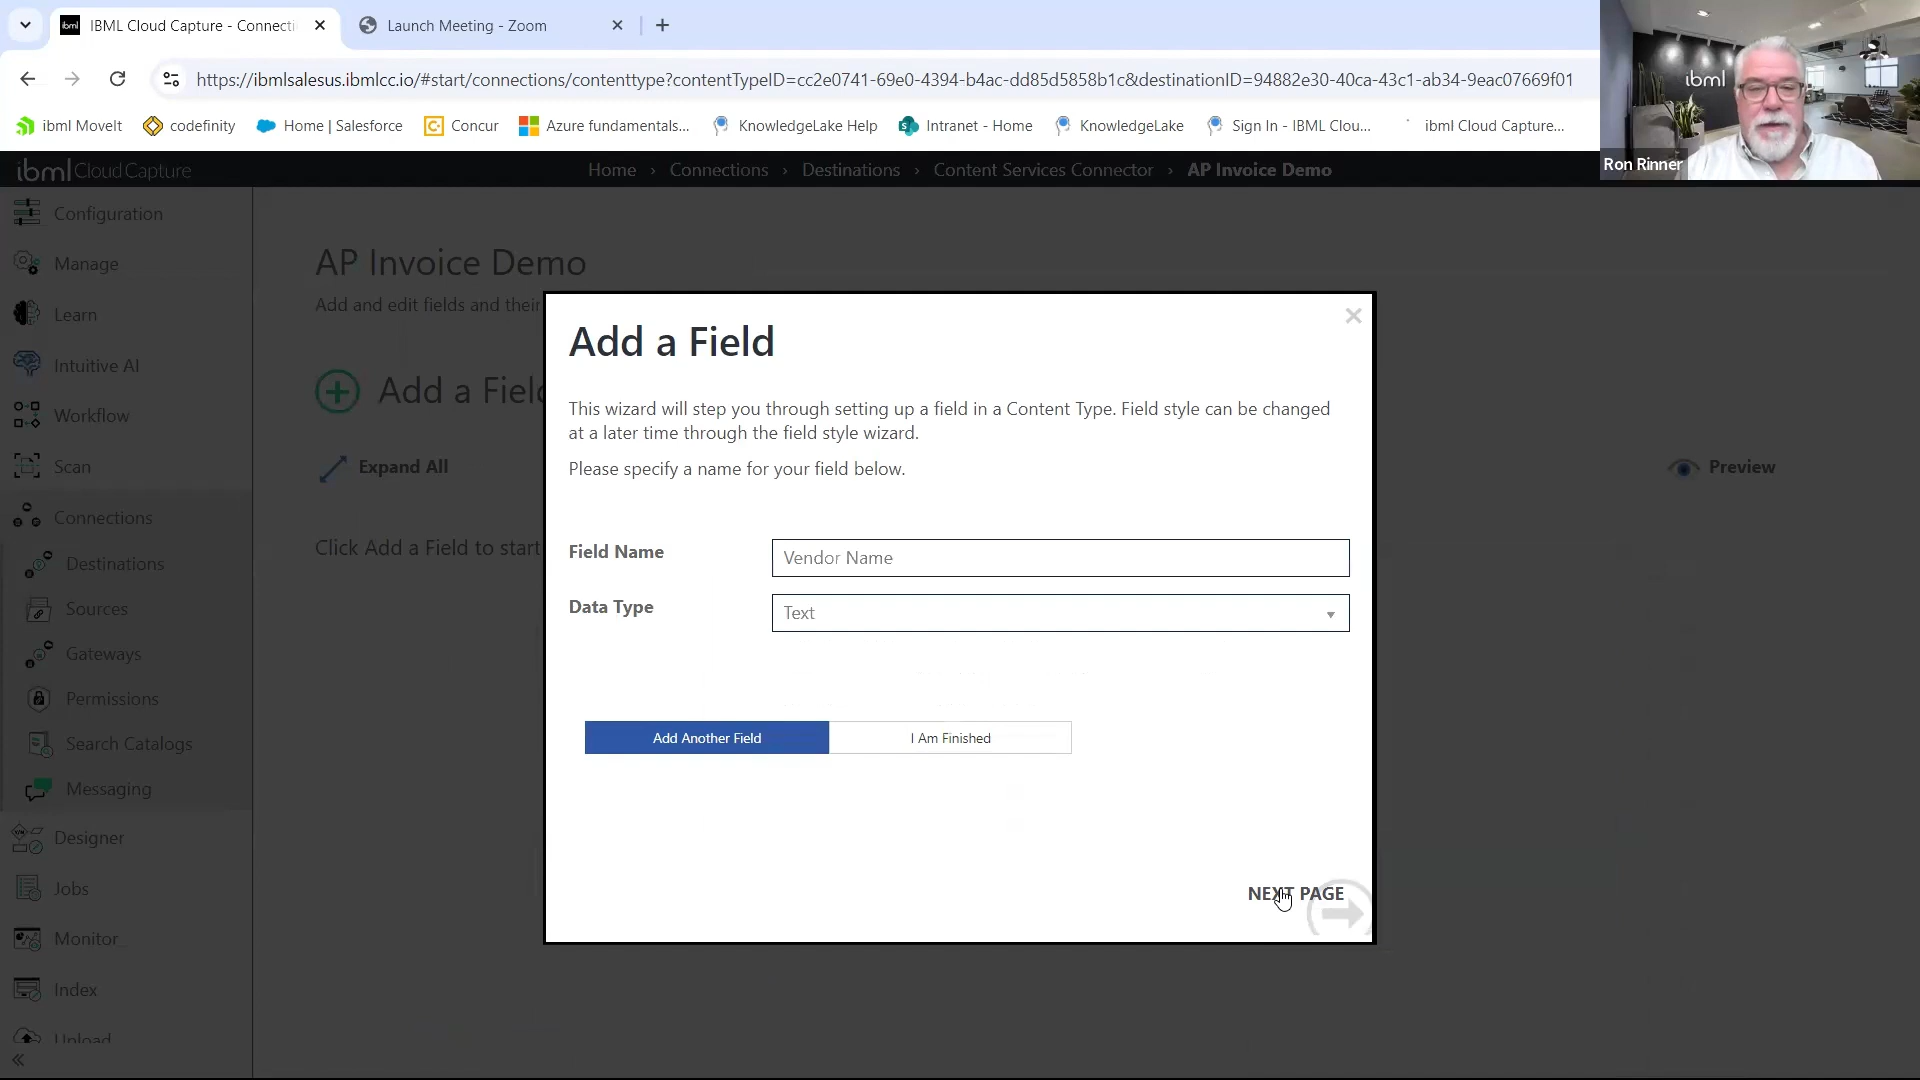 IBML Cloud Capture - Connecti
Launch Meeting - Zoom
https://ibmlsalesus.ibmlcc.io/#start/connections/contenttype?contentTypeID=cc2e0741-69e0-4394-b4ac-dd85d5858b1c&destinationID=94882e30-40ca-43c1-ab34-9eac07669f01
ibml MoveIt
codefinity
Home | Salesforce
Concur
Azure fundamentals...
KnowledgeLake Help
Intranet - Home
KnowledgeLake
Sign In - IBML Clou...
ibml Cloud Capture...
ibml
Ron Rinner
ibml Cloud Capture
Home › Connections › Destinations › Content Services Connector › AP Invoice Demo
Configuration
Manage
Learn
Intuitive AI
Workflow
Scan
Connections
Destinations
Sources
Gateways
Permissions
Search Catalogs
Messaging
Designer
Jobs
Monitor
Index
Upload
AP Invoice Demo
Add and edit fields and their
Add a Field
Expand All
Preview
Click Add a Field to start
Add a Field
This wizard will step you through setting up a field in a Content Type. Field style can be changed
at a later time through the field style wizard.
Please specify a name for your field below.
Field Name
Vendor Name
Data Type
Text
Add Another Field
I Am Finished
NEXT PAGE